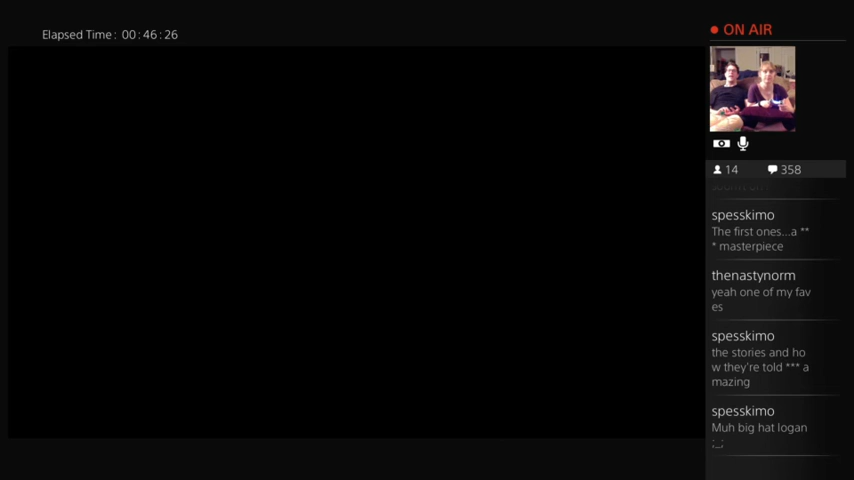 Elapsed Time: 00:46:26
ON AIR
14 358
spesskimo
The first ones...a **
* masterpiece
thenastynorm
yeah one of my fav
es
spesskimo
the stories and ho
w they're told *** a
mazing
spesskimo
Muh big hat logan
;_;